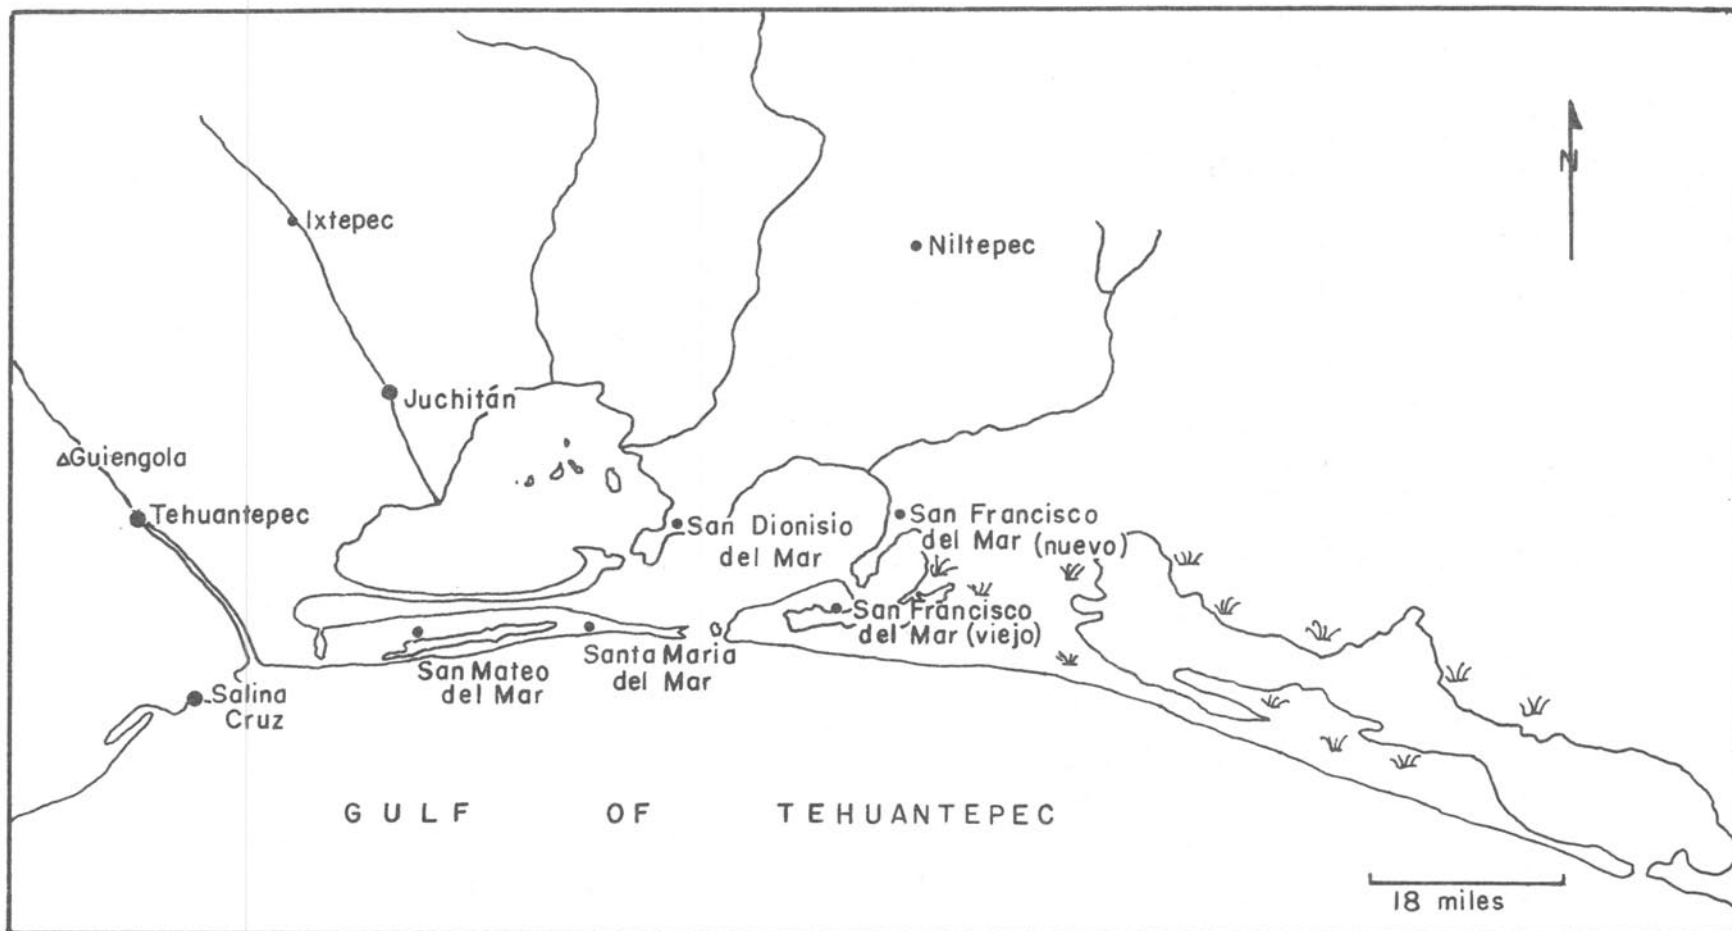 N
Ixtepec
Niltepec
Juchitán
Guiengola
Tehuantepec
San Dionisio
del Mar
San Francisco
del Mar (nuevo)
San Francisco
del Mar (viejo)
Santa Maria
del Mar
San Mateo
del Mar
Salina
Cruz
GULF OF TEHUANTEPEC
18 miles